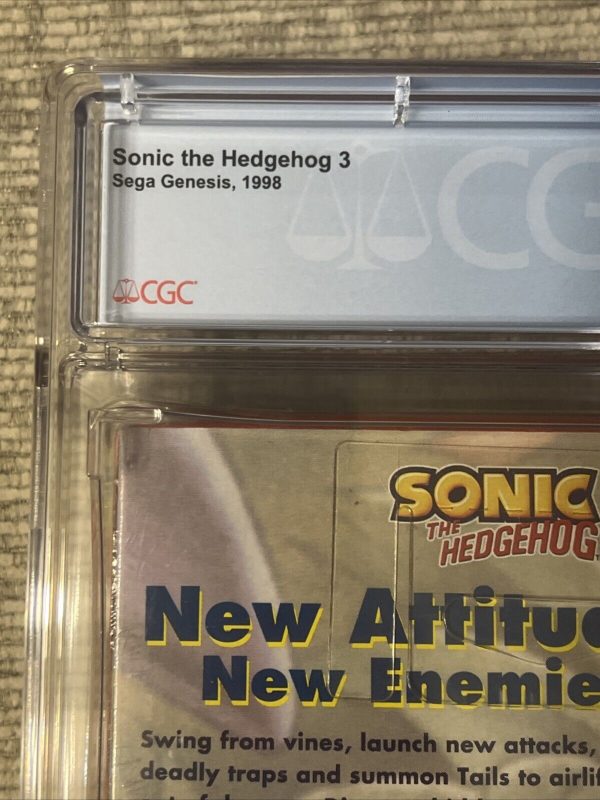 Sonic the Hedgehog 3
Sega Genesis, 1998
CG
CGC
SONIC
THE
HEDGEHOG
New Attitu
New Enemie
Swing from vines, launch new attacks,
deadly traps and summon Tails to airlif